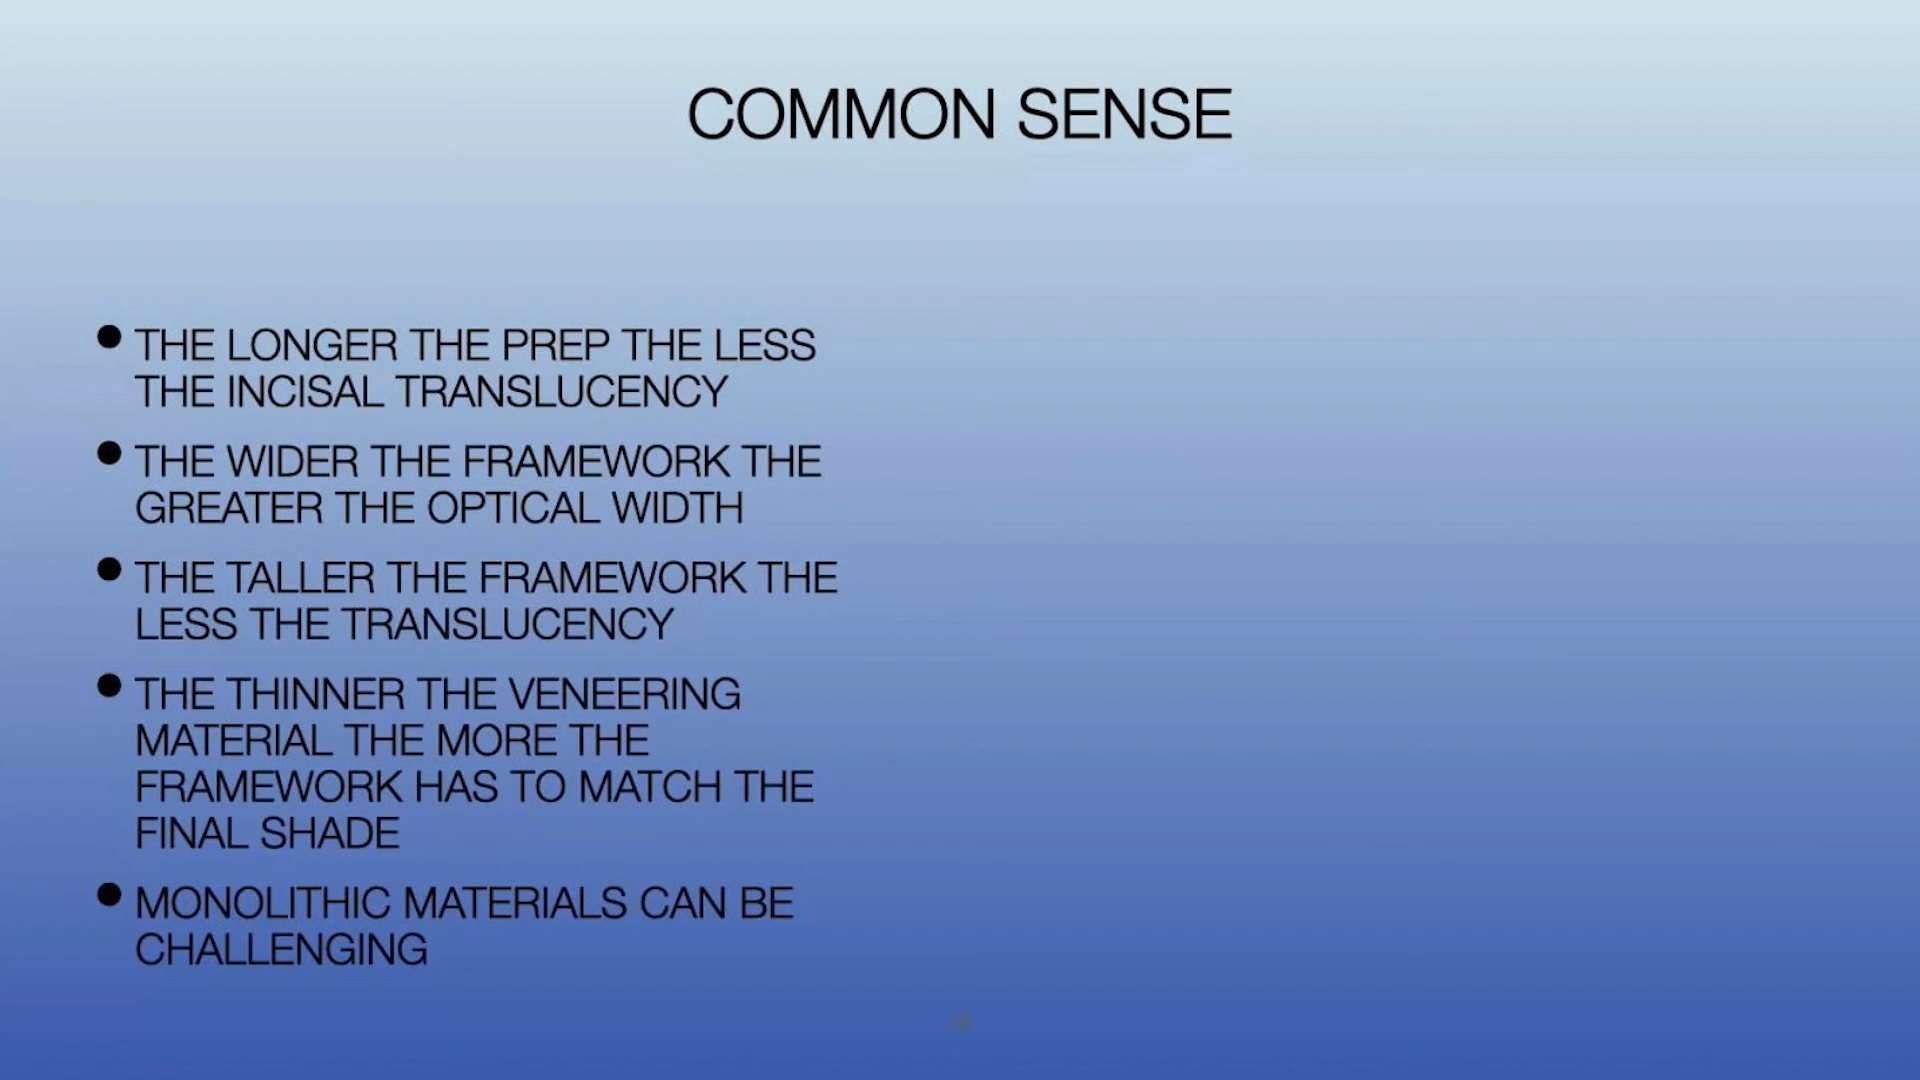 COMMON SENSE
• THE LONGER THE PREP THE LESS
THE INCISAL TRANSLUCENCY
• THE WIDER THE FRAMEWORK THE
GREATER THE OPTICAL WIDTH
• THE TALLER THE FRAMEWORK THE
LESS THE TRANSLUCENCY
• THE THINNER THE VENEERING
MATERIAL THE MORE THE
FRAMEWORK HAS TO MATCH THE
FINAL SHADE
• MONOLITHIC MATERIALS CAN BE
CHALLENGING